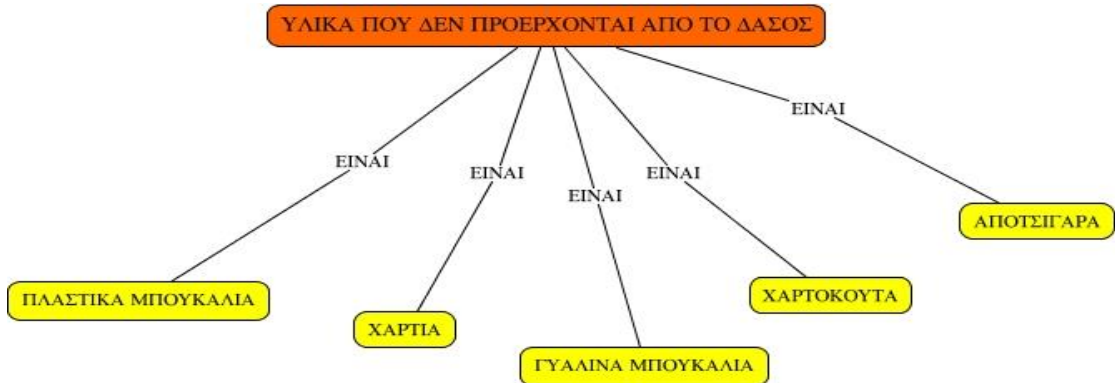 ΥΛΙΚΑ ΠΟΥ ΔΕΝ ΠΡΟΕΡΧΟΝΤΑΙ ΑΠΟ ΤΟ ΔΑΣΟΣ
ΕΙΝΑΙ
ΕΙΝΑΙ
ΕΙΝΑΙ
ΕΙΝΑΙ
ΕΙΝΑΙ
ΠΛΑΣΤΙΚΑ ΜΠΟΥΚΑΛΙΑ
ΧΑΡΤΙΑ
ΓΥΑΛΙΝΑ ΜΠΟΥΚΑΛΙΑ
ΧΑΡΤΟΚΟΥΤΑ
ΑΠΟΤΣΙΓΑΡΑ